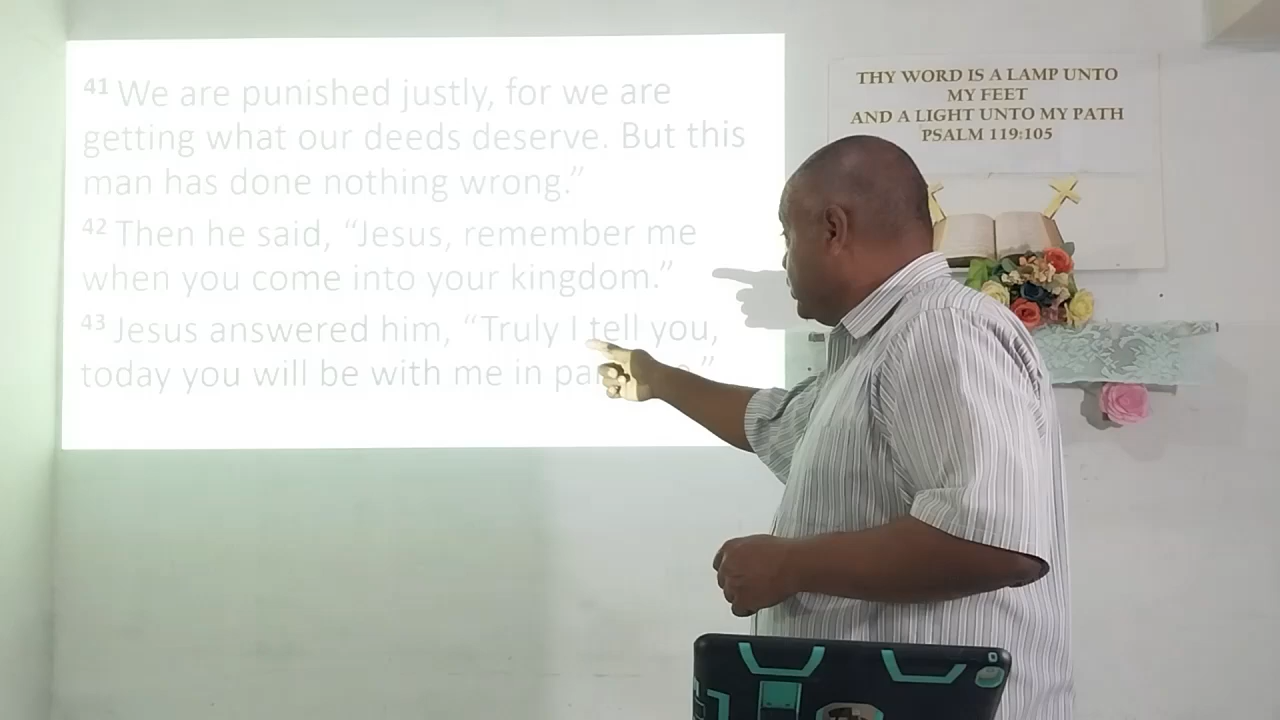 41 We are punished justly, for we are
getting what our deeds deserve. But this
man has done nothing wrong.”
42 Then he said, “Jesus, remember me
when you come into your kingdom.”
43 Jesus answered him, “Truly I tell you,
today you will be with me in
THY WORD IS A LAMP UNTO
MY FEET
AND A LIGHT UNTO MY PATH
PSALM 119:105